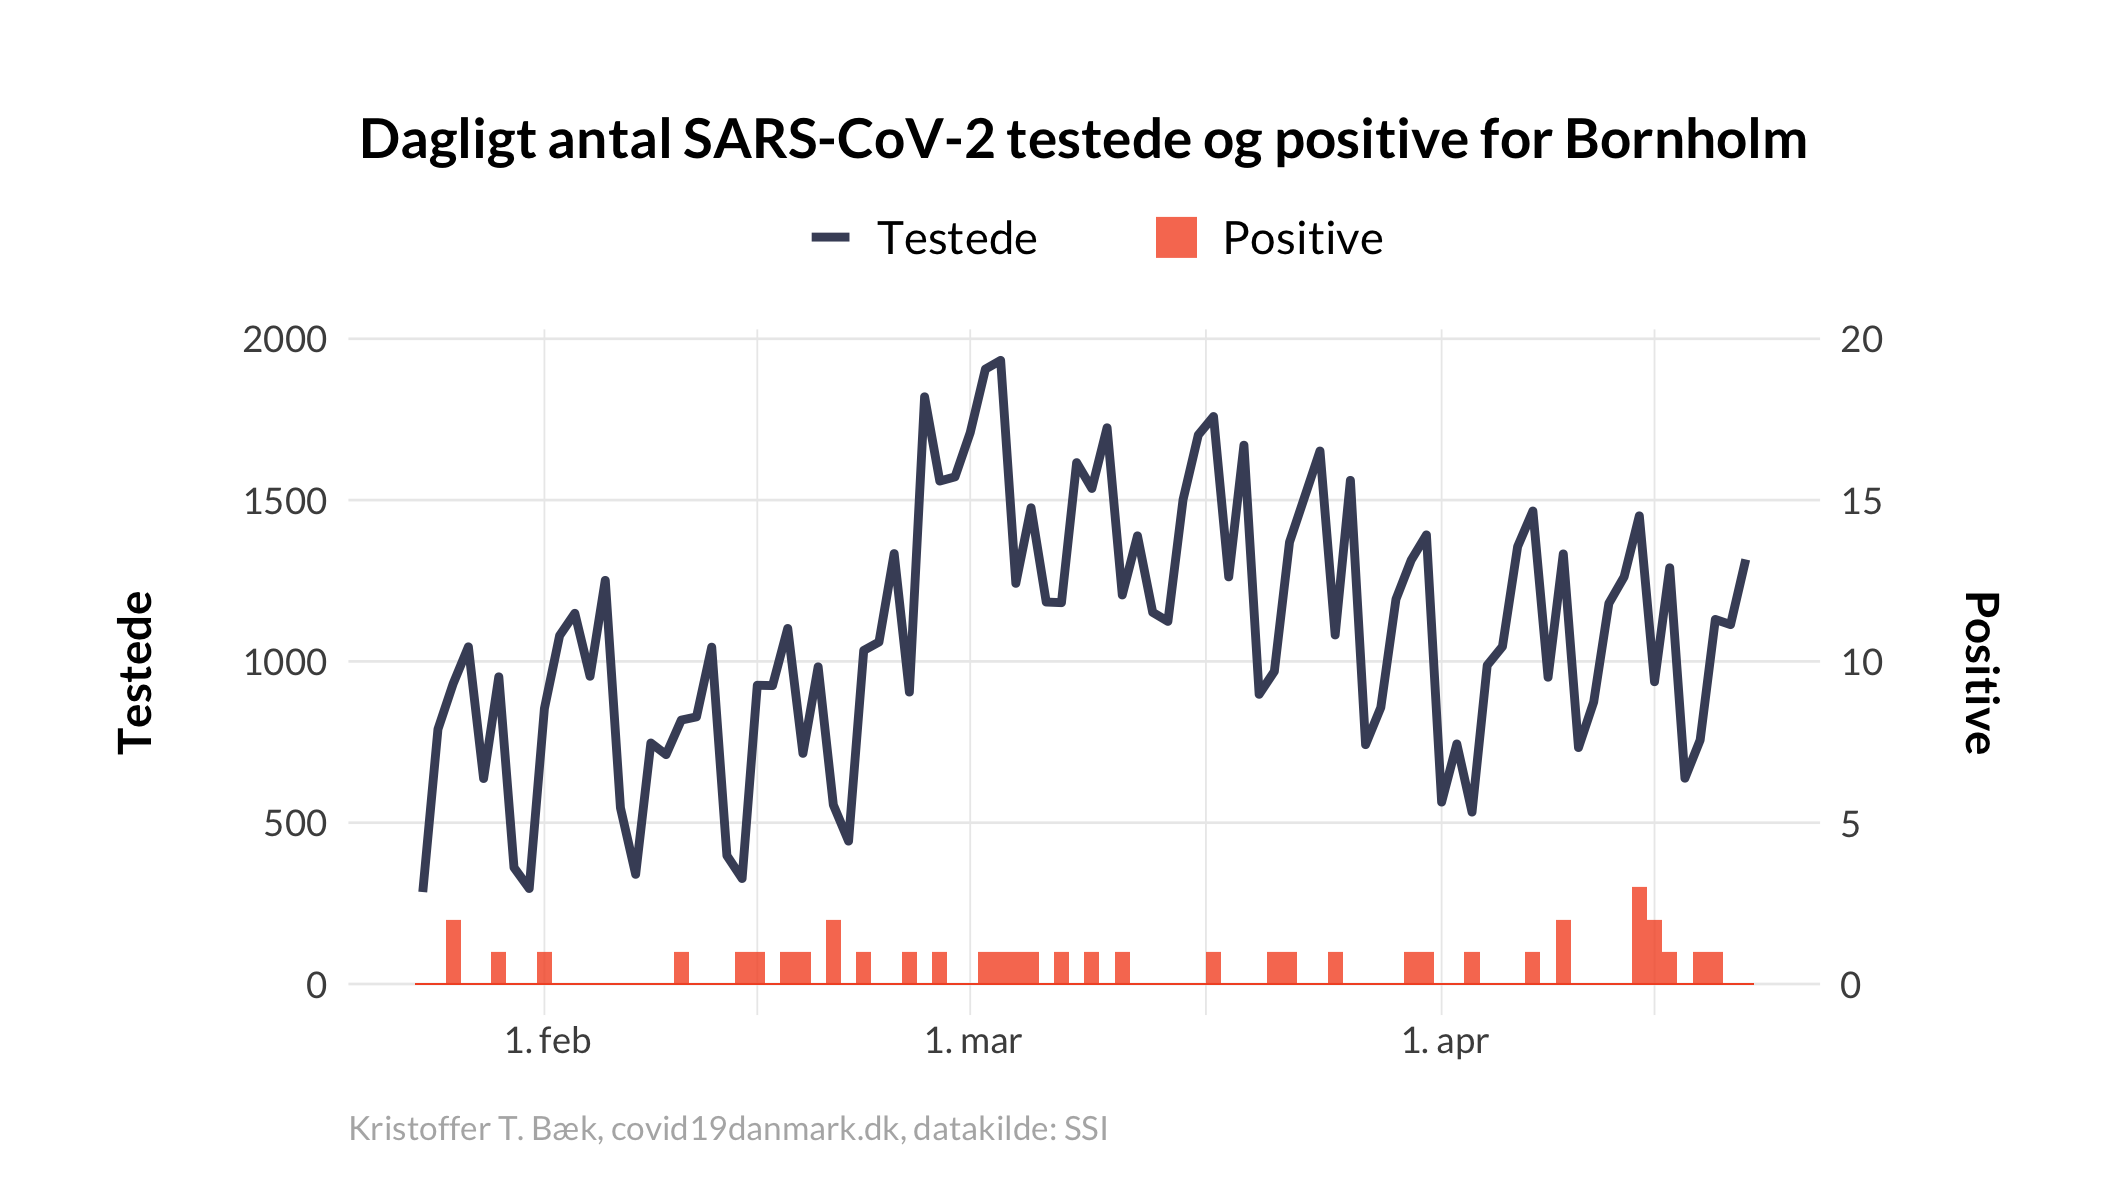 Dagligt antal SARS-CoV-2 testede og positive for Bornholm
Testede Positive
2000 20
1500 15
1000 10
500 5
0 0
Testede
Positive
1. feb 1. mar 1. apr
Kristoffer T. Bæk, covid19danmark.dk, datakilde: SSI